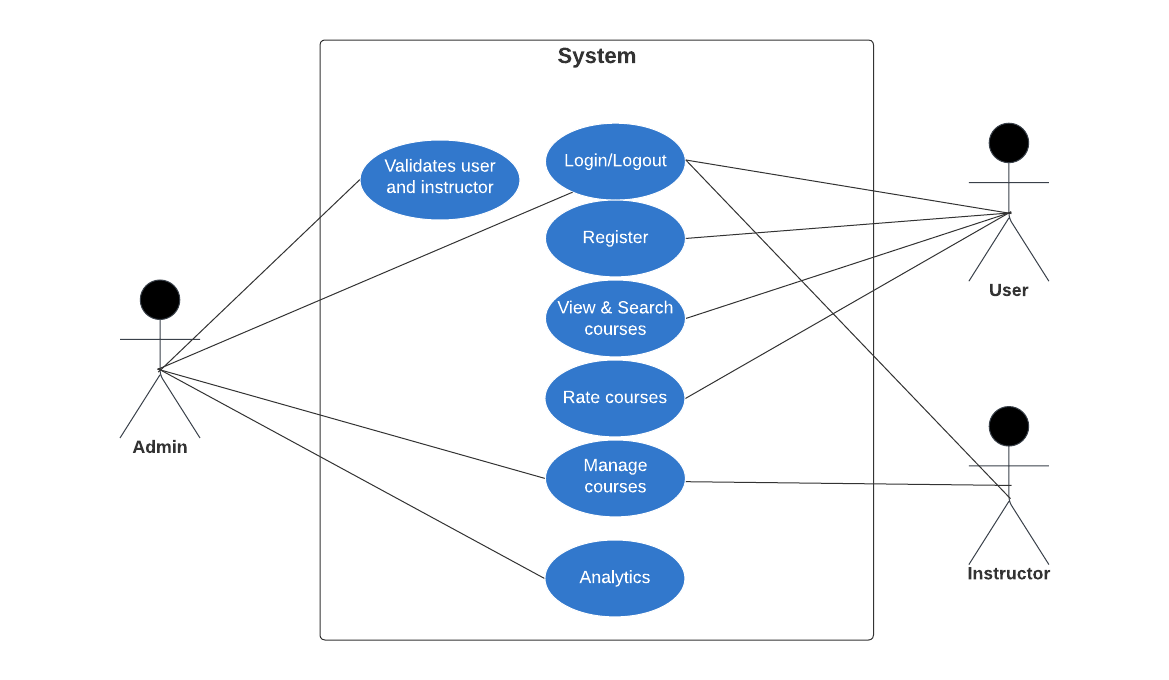 System
Validates user
and instructor
Login/Logout
Register
View & Search
courses
Rate courses
Manage
courses
Analytics
Admin
User
Instructor